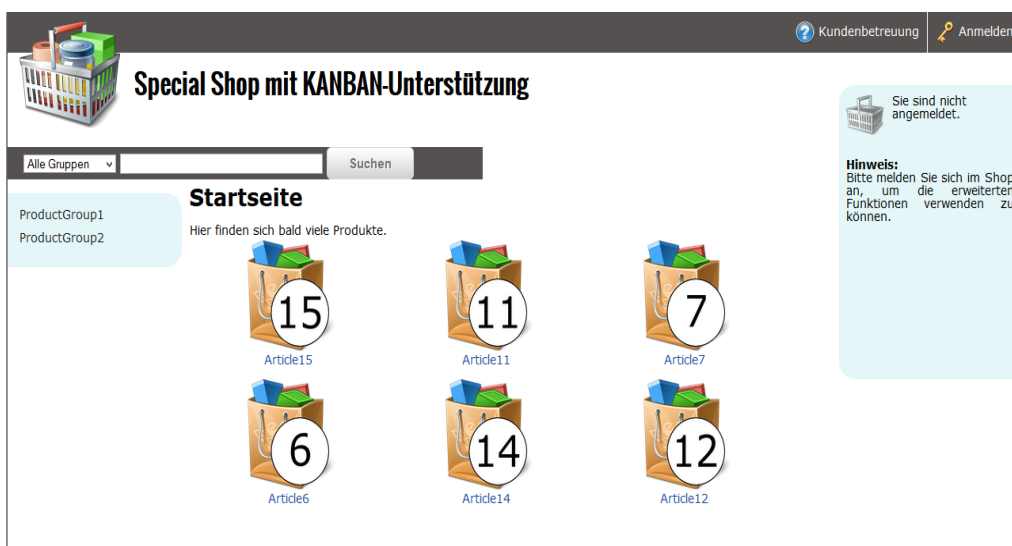 Kundenbetreuung
Anmelden
Special Shop mit KANBAN-Unterstützung
Sie sind nicht
angemeldet.
Alle Gruppen
Suchen
Hinweis:
Bitte melden Sie sich im Shop
an, um die erweiterten
Funktionen verwenden zu
können.
ProductGroup1
ProductGroup2
Startseite
Hier finden sich bald viele Produkte.
15
11
7
Article15
Article11
Article7
6
14
12
Article6
Article14
Article12